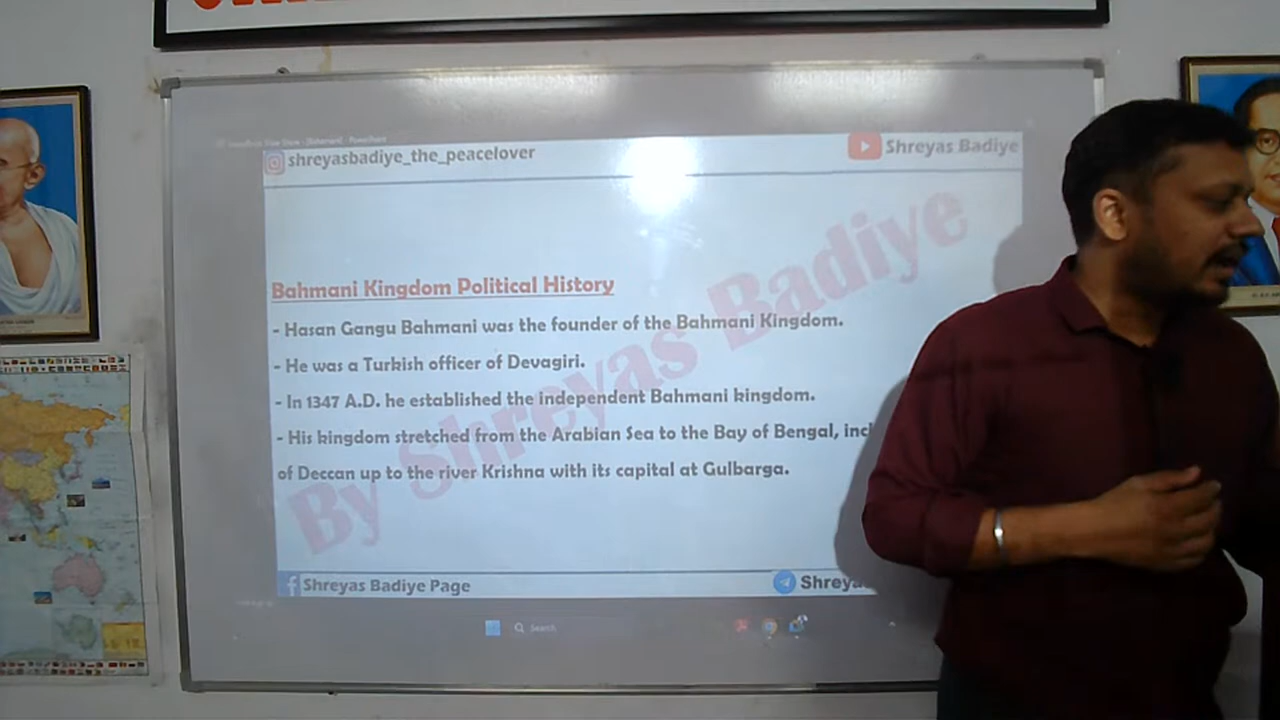 shreyasbadiye_the_peacelover
Shreyas Badiye
Bahmani Kingdom Political History
- Hasan Gangu Bahmani was the founder of the Bahmani Kingdom.
- He was a Turkish officer of Devagiri.
- In 1347 A.D. he established the independent Bahmani kingdom.
- His kingdom stretched from the Arabian Sea to the Bay of Bengal, inc
of Deccan up to the river Krishna with its capital at Gulbarga.
By Shreyas Badiye
Shreyas Badiye Page
Shreya
Search